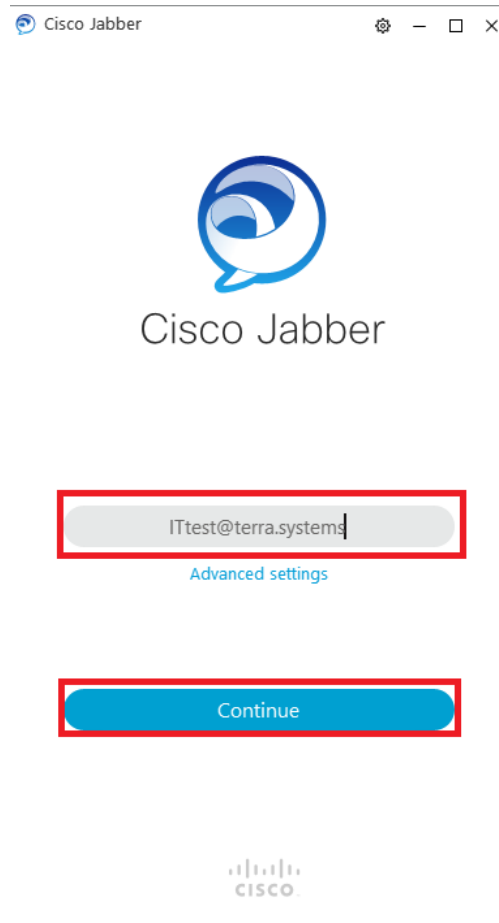 Cisco Jabber
Cisco Jabber
ITtest@terra.systems
Advanced settings
Continue
CISCO